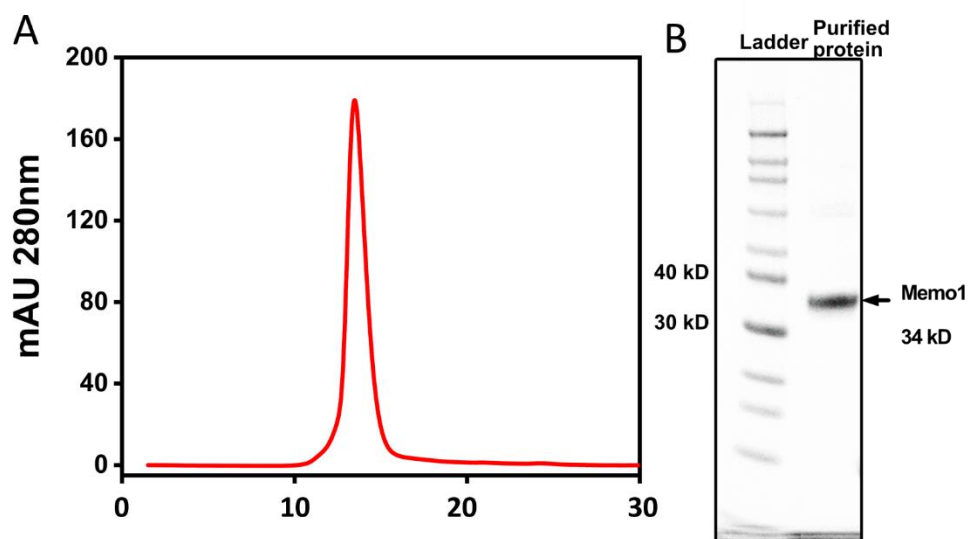 A
mAU 280nm
200
160
120
80
40
0
0 10 20 30
B
Ladder
Purified
protein
40 kD
30 kD
Memo1
34 kD